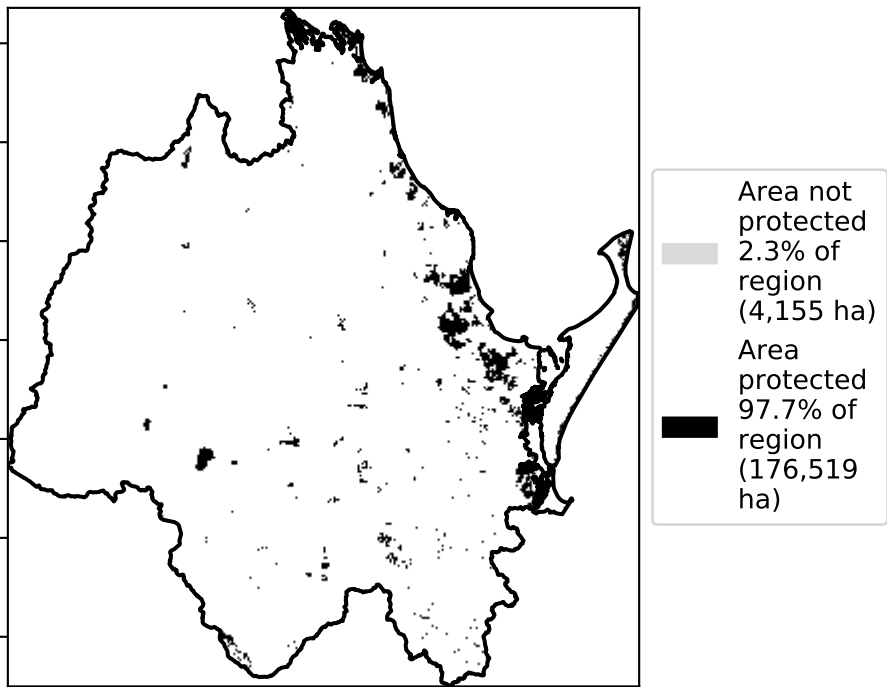 Area not
protected
2.3% of
region
(4,155 ha)
Area
protected
97.7% of
region
(176,519
ha)